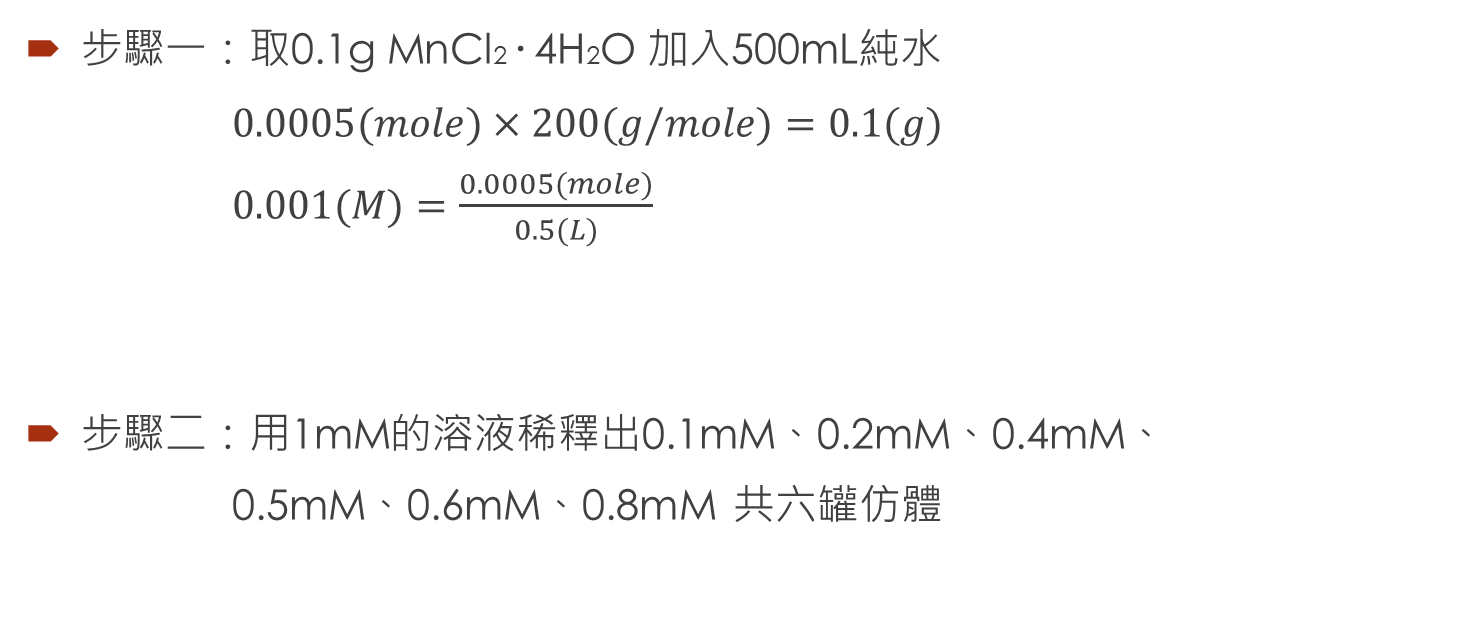 步驟一：取0.1g MnCl₂·4H₂O 加入500mL純水
0.0005(mole) × 200(g/mole) = 0.1(g)
0.001(M) = 0.0005(mole)/0.5(L)
步驟二：用1mM的溶液稀釋出0.1mM、0.2mM、0.4mM、
0.5mM、0.6mM、0.8mM 共六罐仿體